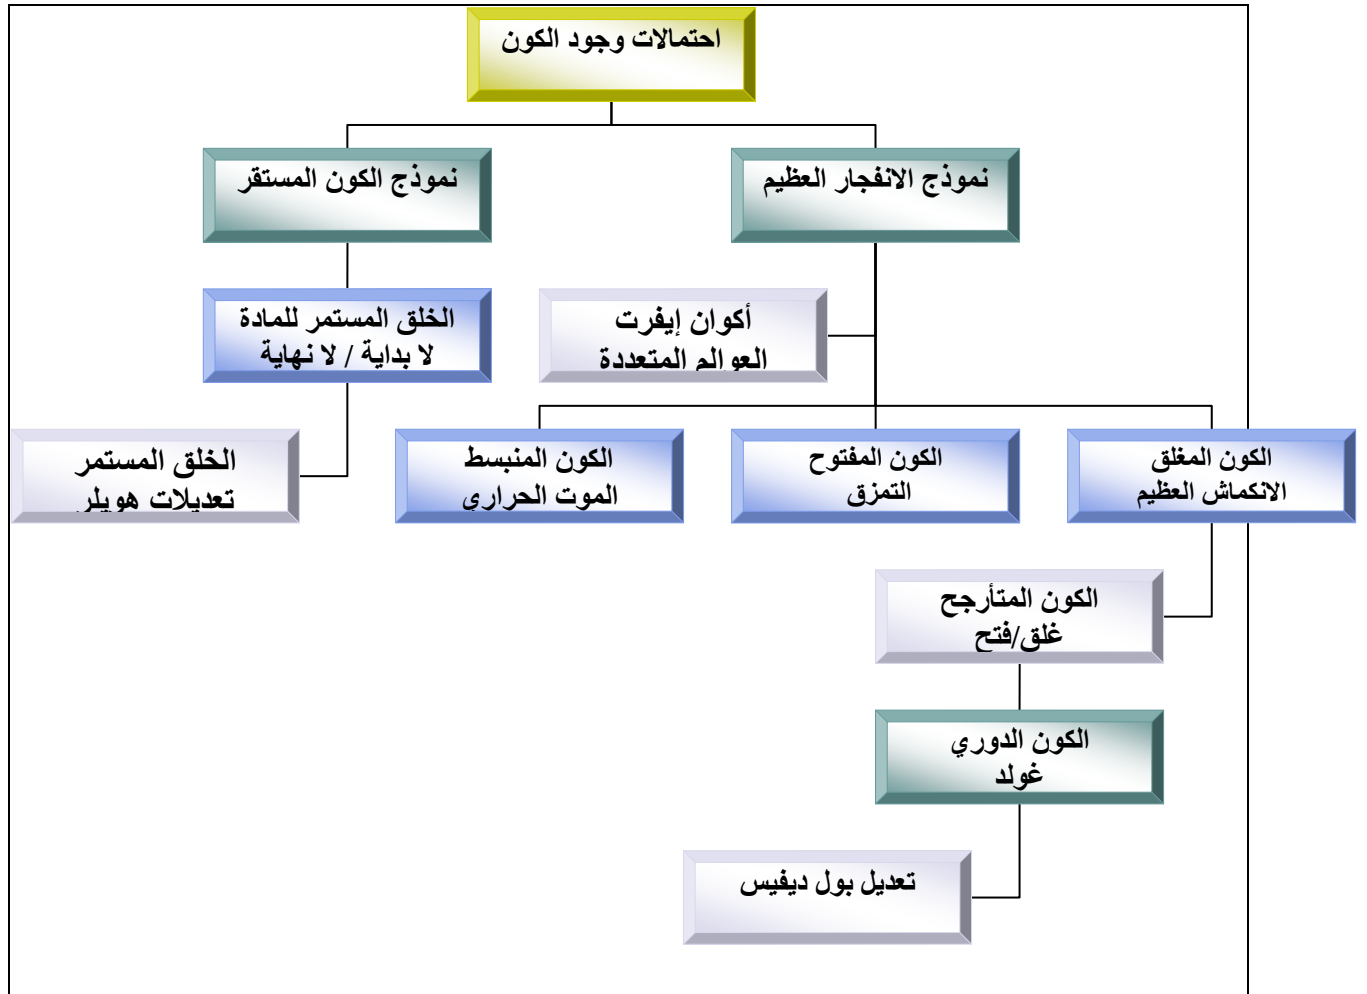 احتمالات وجود الكون
نموذج الانفجار العظيم
نموذج الكون المستقر
أكوان إيفرت
العوالم المتعددة
الخلق المستمر للمادة
لا بداية / لا نهاية
الكون المغلق
الانكماش العظيم
الكون المفتوح
التمزق
الكون المنبسط
الموت الحراري
الخلق المستمر
تعديلات هويلر
الكون المتأرجح
غلق/فتح
الكون الدوري
غولد
تعديل بول ديفيس